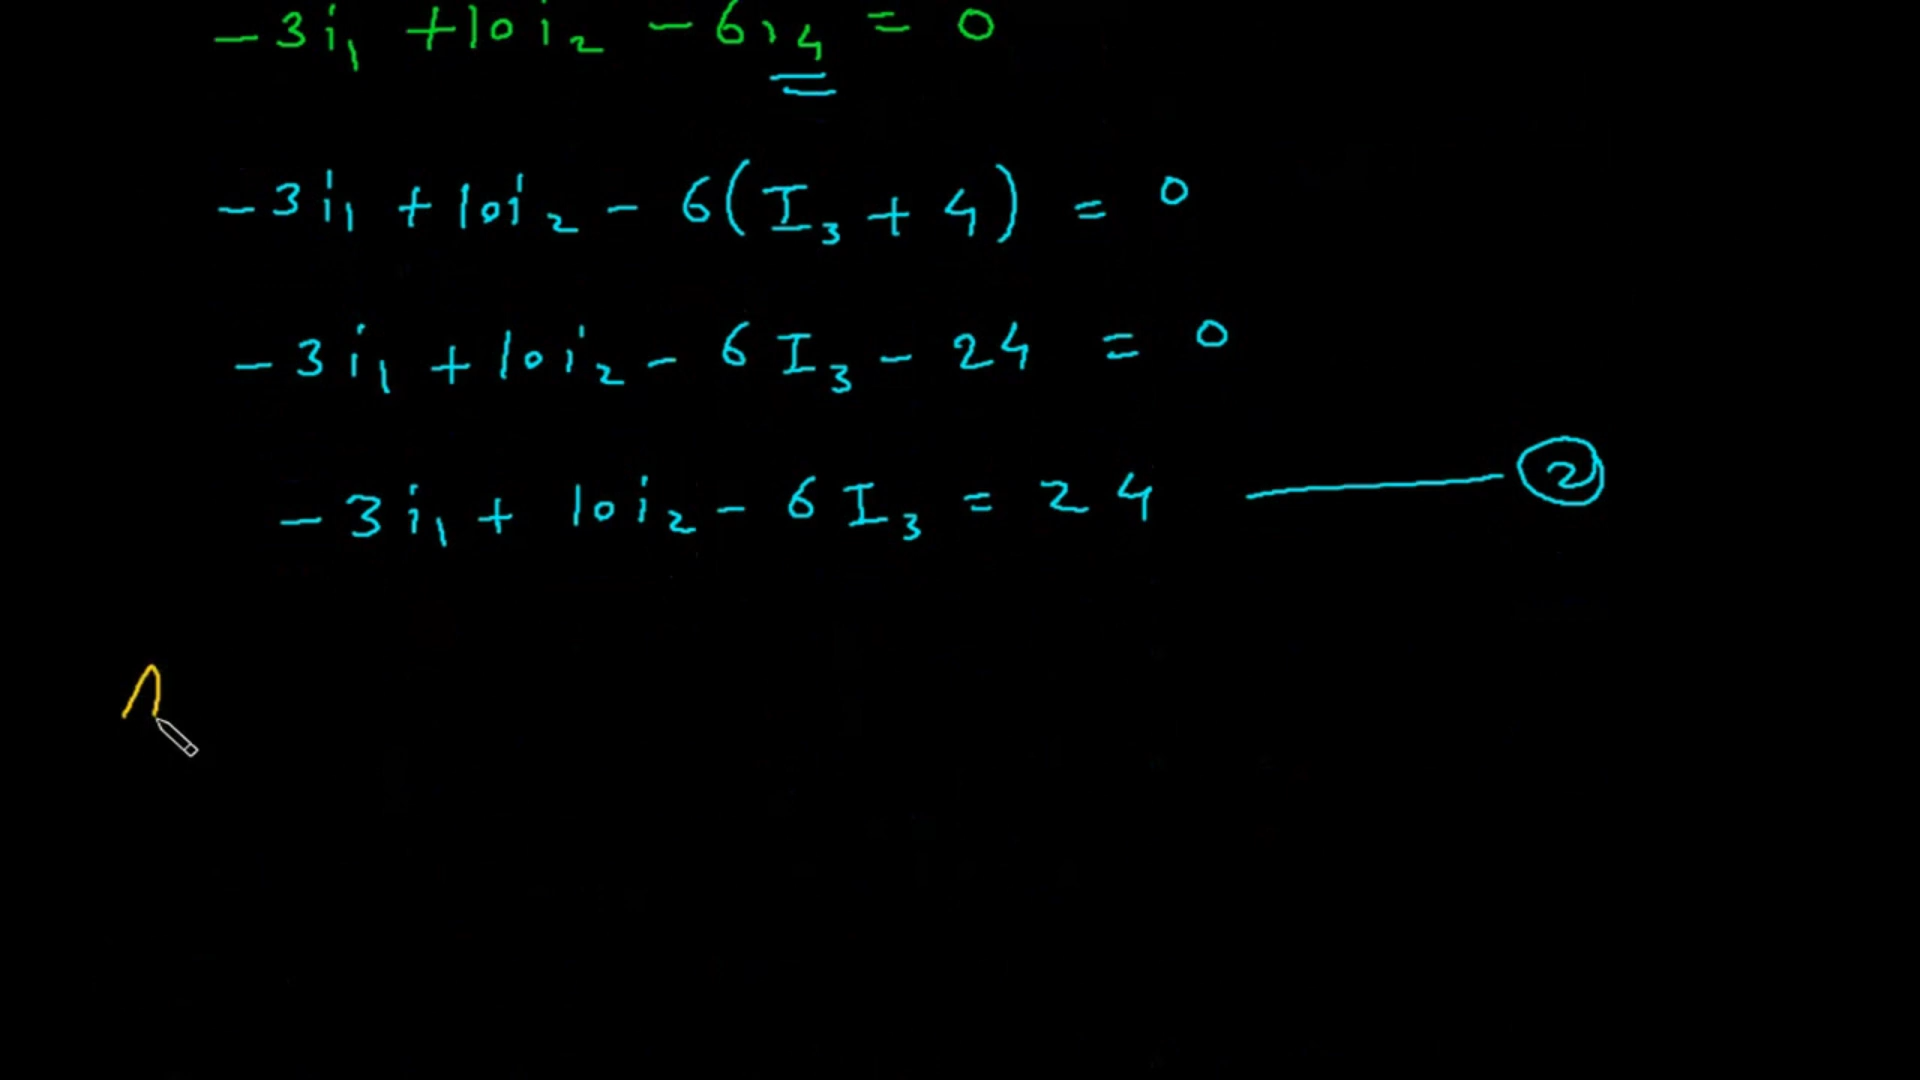 -3i₁ +10i₂ - 6i₄ = 0
-3i₁ + 10i₂ - 6(I₃ + 4) = 0
-3i₁ + 10i₂ - 6I₃ - 24 = 0
-3i₁ + 10i₂ - 6I₃ = 24 ——— ②